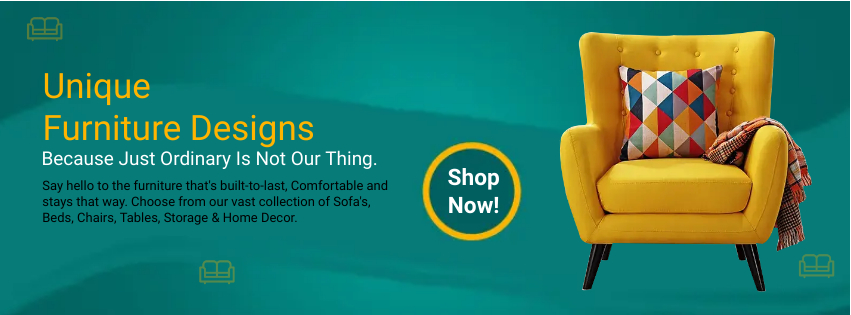 Unique
Furniture Designs
Because Just Ordinary Is Not Our Thing.
Say hello to the furniture that's built-to-last, Comfortable and
stays that way. Choose from our vast collection of Sofa's,
Beds, Chairs, Tables, Storage & Home Decor.
Shop
Now!